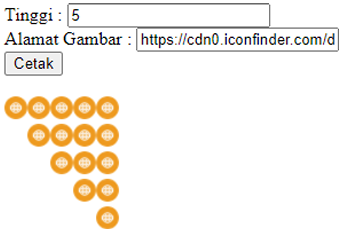 Tinggi : 5
Alamat Gambar : https://cdn0.iconfinder.com/d
Cetak